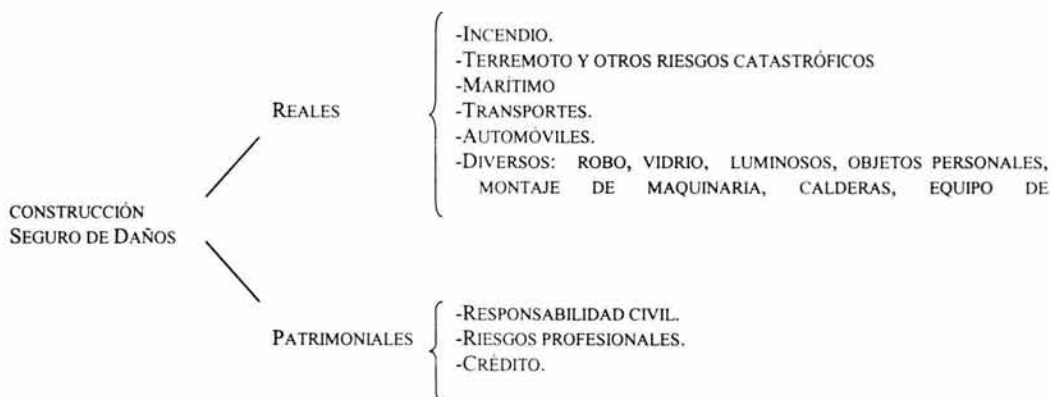 -INCENDIO.
-TERREMOTO Y OTROS RIESGOS CATASTRÓFICOS
-MARÍTIMO
REALES
-TRANSPORTES.
-AUTOMÓVILES.
-DIVERSOS: ROBO, VIDRIO, LUMINOSOS, OBJETOS PERSONALES,
MONTAJE DE MAQUINARIA, CALDERAS, EQUIPO DE
CONSTRUCCIÓN
SEGURO DE DAÑOS
-RESPONSABILIDAD CIVIL.
PATRIMONIALES
-RIESGOS PROFESIONALES.
-CRÉDITO.